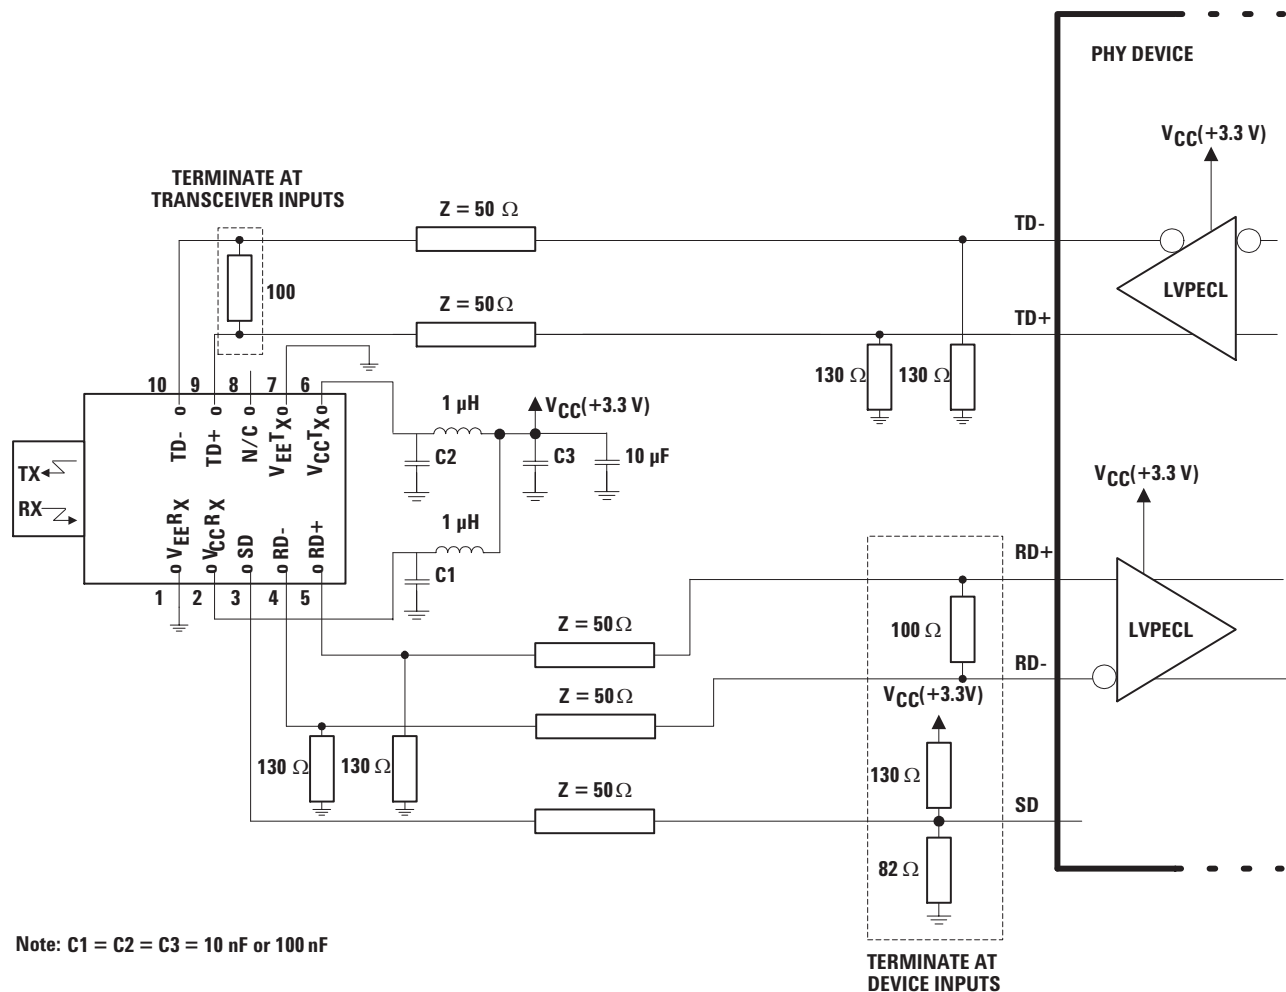 PHY DEVICE
VCC(+3.3 V)
TERMINATE AT
TRANSCEIVER INPUTS
Z = 50 Ω
TD-
LVPECL
100
Z = 50 Ω
TD+
130 Ω
130 Ω
10
9
8
7
6
1 µH
VCC(+3.3 V)
TD-
TD+
N/C
VEETX
VCCTX
C2
C3
10 µF
TX
RX
VCC(+3.3 V)
1 µH
VEERX
VCCRX
SD
RD-
RD+
C1
RD+
1
2
3
4
5
Z = 50 Ω
100 Ω
LVPECL
RD-
Z = 50 Ω
VCC(+3.3V)
130 Ω
130 Ω
130 Ω
Z = 50 Ω
SD
82 Ω
Note: C1 = C2 = C3 = 10 nF or 100 nF
TERMINATE AT
DEVICE INPUTS